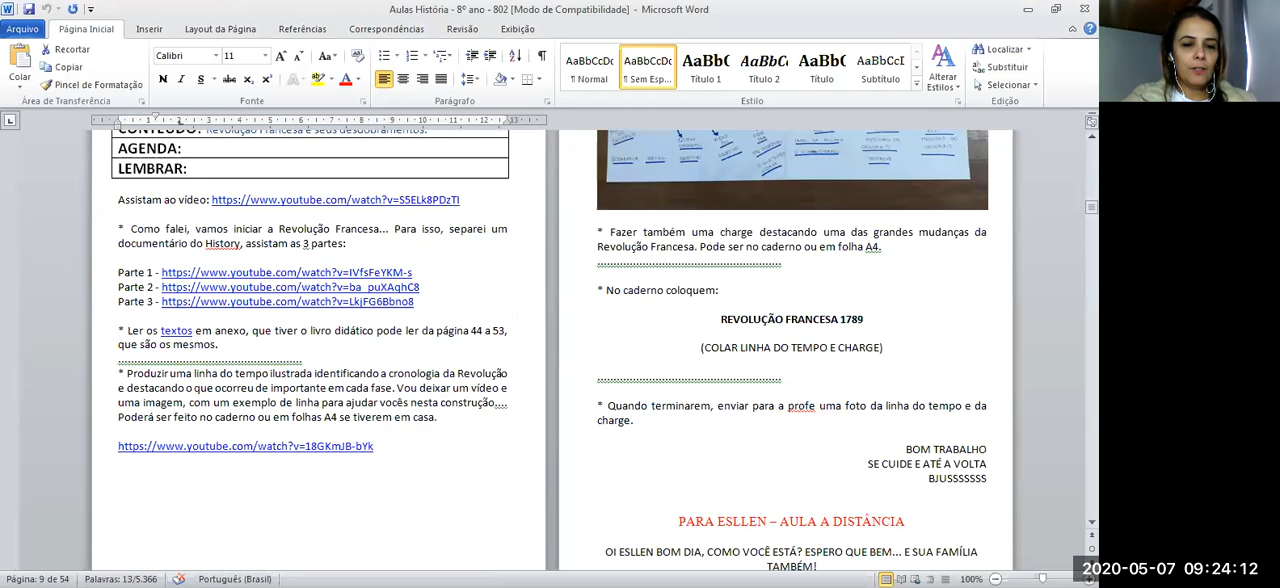 Aulas História - 8º ano - 802 [Modo de Compatibilidade] - Microsoft Word
Arquivo
Página Inicial
Inserir
Layout da Página
Referências
Correspondências
Revisão
Exibição
Colar
Recortar
Copiar
Pincel de Formatação
Área de Transferência
Calibri
11
Fonte
Parágrafo
¶ Normal
¶ Sem Esp...
Título 1
Título 2
Título
Subtítulo
Alterar
Estilos
Estilo
Localizar
Substituir
Selecionar
Edição
CONTEÚDO: Revolução Francesa e seus desdobramentos.
AGENDA:
LEMBRAR:
Assistam ao vídeo: https://www.youtube.com/watch?v=S5ELk8PDzTI
* Como falei, vamos iniciar a Revolução Francesa... Para isso, separei um
documentário do History, assistam as 3 partes:
Parte 1 - https://www.youtube.com/watch?v=IVfsFeYKM-s
Parte 2 - https://www.youtube.com/watch?v=ba_puXAqhC8
Parte 3 - https://www.youtube.com/watch?v=LkjFG6Bbno8
* Ler os textos em anexo, que tiver o livro didático pode ler da página 44 a 53,
que são os mesmos.
* Produzir uma linha do tempo ilustrada identificando a cronologia da Revolução
e destacando o que ocorreu de importante em cada fase. Vou deixar um vídeo e
uma imagem, com um exemplo de linha para ajudar vocês nesta construção....
Poderá ser feito no caderno ou em folhas A4 se tiverem em casa.
https://www.youtube.com/watch?v=18GKmJB-bYk
* Fazer também uma charge destacando uma das grandes mudanças da
Revolução Francesa. Pode ser no caderno ou em folha A4.
* No caderno coloquem:
REVOLUÇÃO FRANCESA 1789
(COLAR LINHA DO TEMPO E CHARGE)
* Quando terminarem, enviar para a profe uma foto da linha do tempo e da
charge.
BOM TRABALHO
SE CUIDE E ATÉ A VOLTA
BJUSSSSSSS
PARA ESLLEN – AULA A DISTÂNCIA
OI ESLLEN BOM DIA, COMO VOCÊ ESTÁ? ESPERO QUE BEM... E SUA FAMÍLIA
TAMBÉM!
Página: 9 de 54
Palavras: 13/5.366
Português (Brasil)
100%
2020-05-07 09:24:12